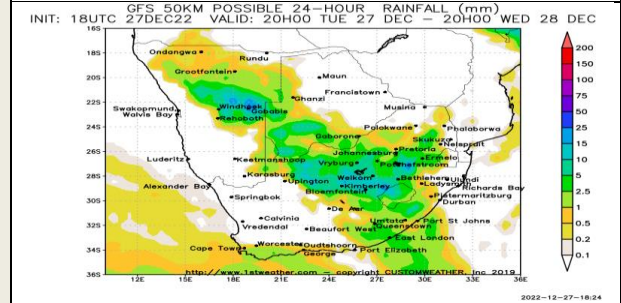 GFS 50KM POSSIBLE 24-HOUR RAINFALL (mm)
INIT: 18UTC 27DEC22 VALID: 20H00 TUE 27 DEC - 20H00 WED 28 DEC
16S
Ondangwa
Rundu
18S
Grootfontein
20S
Maun
Francistown
Ghanzi
22S
Windhoek
Gobabis
Musina
Swakopmund
Walvis Bay
Rehoboth
24S
Polokwane
Phalaborwa
Gaborone
Skukuza
Nelspruit
26S
Johannesburg
Pretoria
Ermelo
Luderitz
Keetmanshoop
Vryburg
Potchefstroom
28S
Karasburg
Upington
Welkom
Bethlehem
Ulundi
Alexander Bay
Kimberley
Ladysmith
Richards Bay
Bloemfontein
30S
Springbok
Pietermaritzburg
Durban
De Aar
Calvinia
Umtata
Port St Johns
32S
Vredendal
Beaufort West
Queenstown
East London
34S
Cape Town
Worcester
Oudtshoorn
George
Port Elizabeth
36S
http://www.1stweather.com - copyright CUSTOMWEATHER, Inc 2019
12E 15E 18E 21E 24E 27E 30E 33E 36E
200
150
100
75
50
25
15
10
5
2.5
1
0.5
0.2
0.1
2022-12-27-18:24